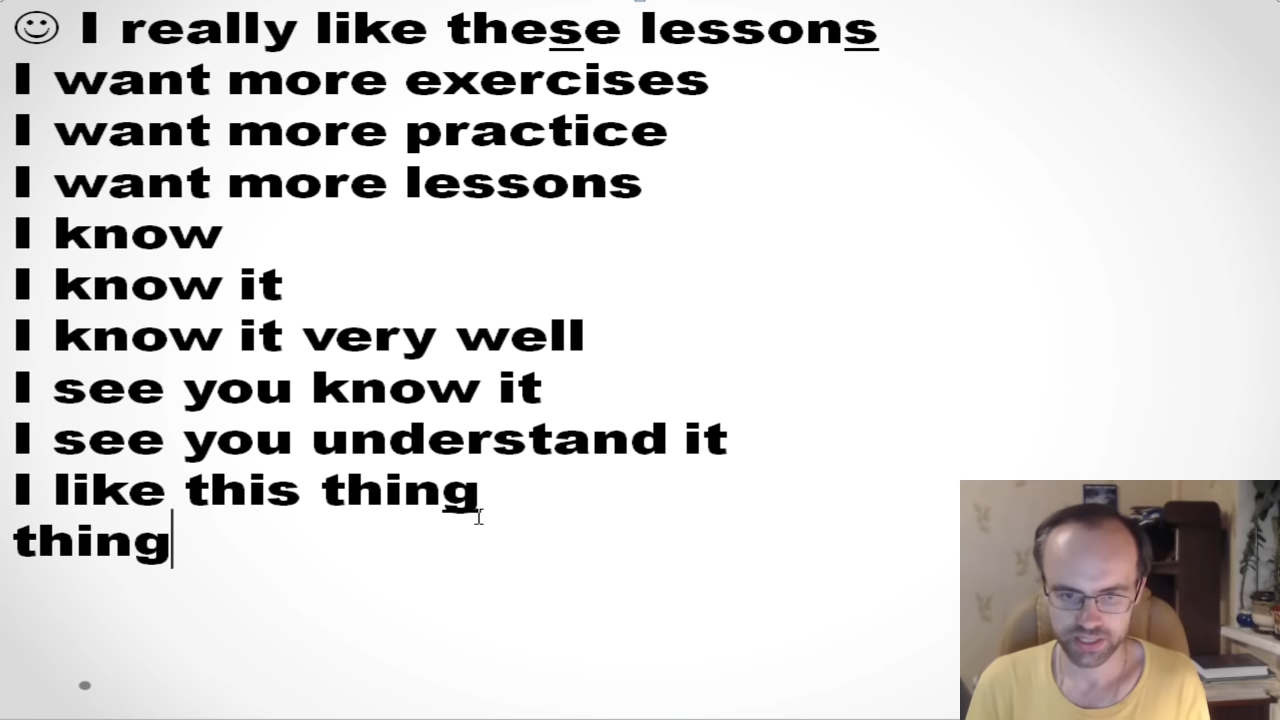 ☺ I really like these lessons
I want more exercises
I want more practice
I want more lessons
I know
I know it
I know it very well
I see you know it
I see you understand it
I like this thing
thing